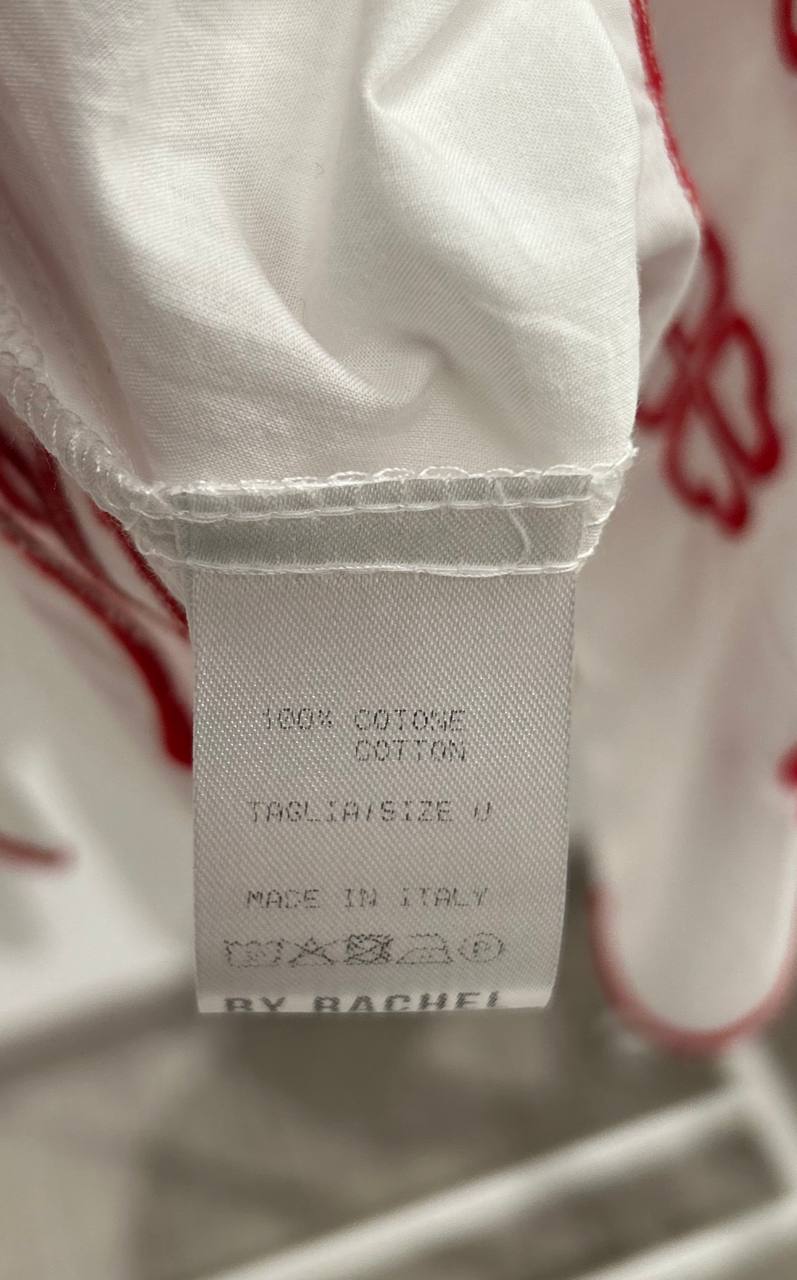 100% COTONE
COTTON
TAGLIA/SIZE U
MADE IN ITALY
P
BY RACHEL